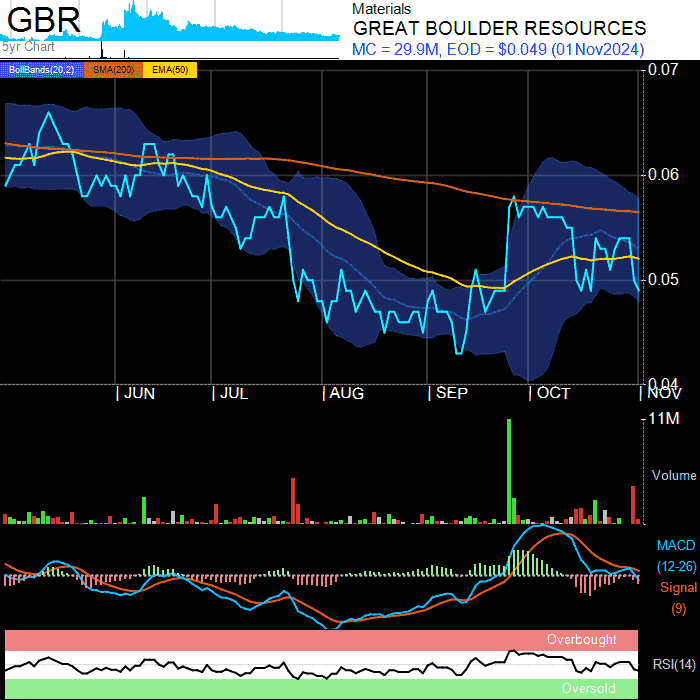 GBR
5yr Chart
Materials
GREAT BOULDER RESOURCES
MC = 29.9M, EOD = $0.049 (01Nov2024)
BollBands(20,2) SMA(200) EMA(50)
0.07
0.06
0.05
0.04
JUN JUL AUG SEP OCT NOV
11M
Volume
MACD
(12-26)
Signal
(9)
Overbought
RSI(14)
Oversold